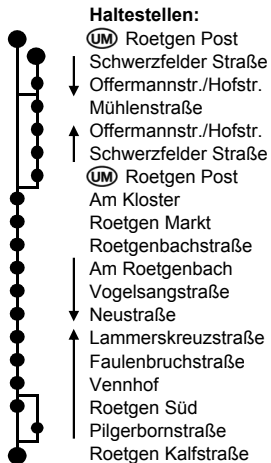 Haltestellen:
UM Roetgen Post
Schwerzfelder Straße
Offermannstr./Hofstr.
Mühlenstraße
Offermannstr./Hofstr.
Schwerzfelder Straße
UM Roetgen Post
Am Kloster
Roetgen Markt
Roetgenbachstraße
Am Roetgenbach
Vogelsangstraße
Neustraße
Lammerskreuzstraße
Faulenbruchstraße
Vennhof
Roetgen Süd
Pilgerbornstraße
Roetgen Kalfstraße